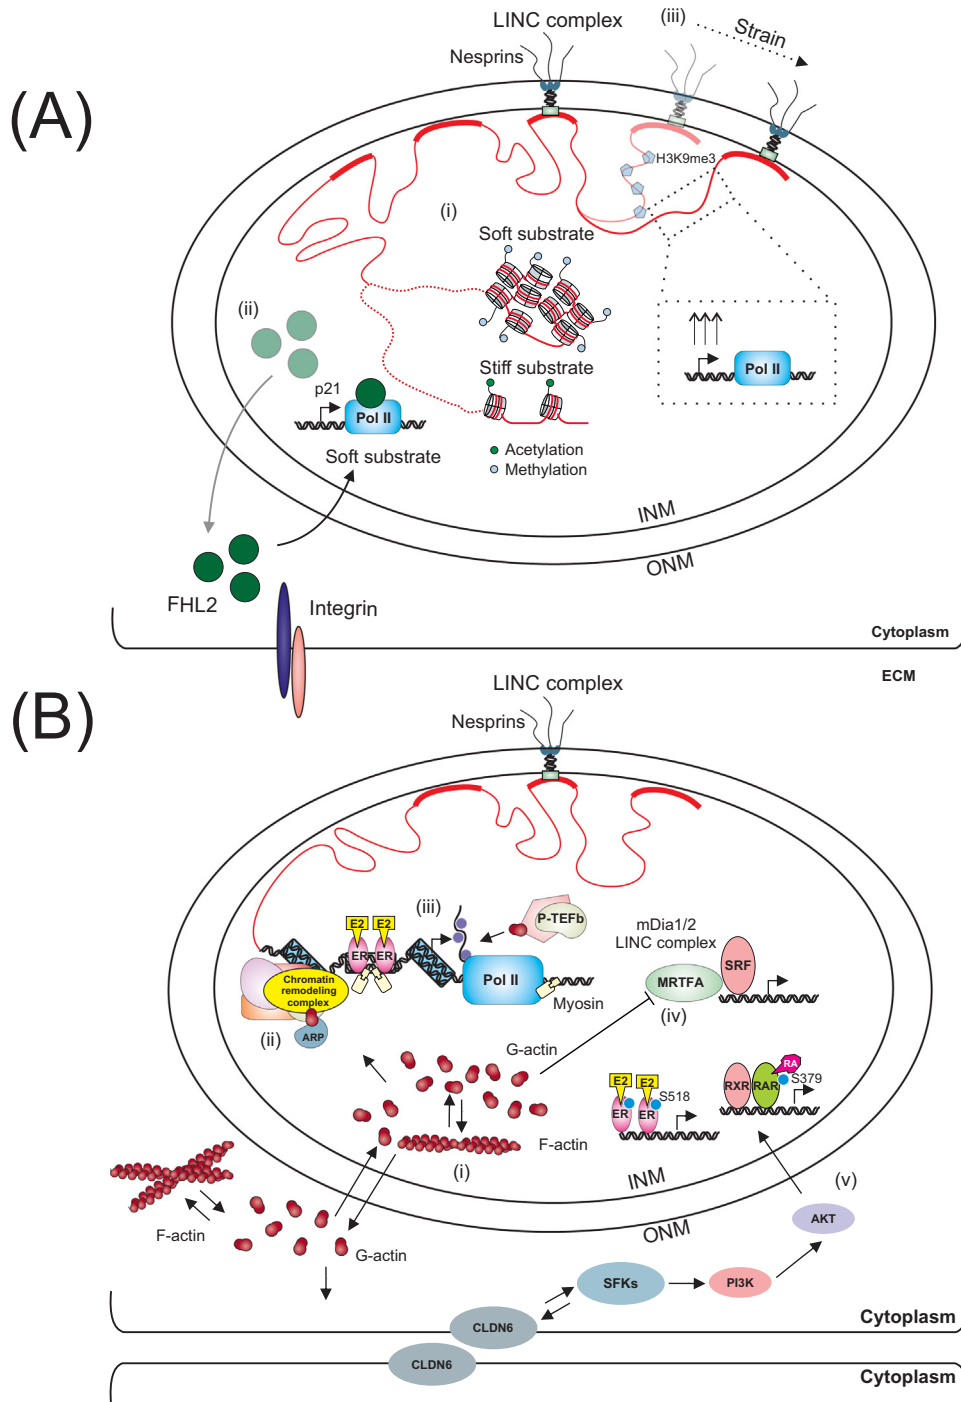 (A)
LINC complex
(iii)
Strain
Nesprins
H3K9me3
(i)
Soft substrate
(ii)
Pol II
Stiff substrate
p21
Pol II
Soft substrate
Acetylation
Methylation
INM
ONM
FHL2
Integrin
Cytoplasm
ECM
(B)
LINC complex
Nesprins
E2
E2
(iii)
P-TEFb
ER
ER
mDia1/2
LINC complex
SRF
Chromatin
remodeling
complex
Pol II
MRTFA
Myosin
(iv)
(ii)
ARP
G-actin
RA
E2
E2
RXR
RAR
S379
S518
ER
ER
F-actin
(i)
INM
(v)
F-actin
G-actin
ONM
AKT
SFKs
PI3K
Cytoplasm
CLDN6
CLDN6
Cytoplasm